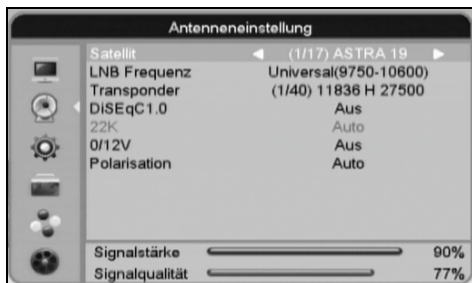 Antenneneinstellung
Satellit (1/17) ASTRA 19
LNB Frequenz Universal(9750-10600)
Transponder (1/40) 11836 H 27500
DiSEqC1.0 Aus
22K Auto
0/12V Aus
Polarisation Auto
Signalstärke 90%
Signalqualität 77%